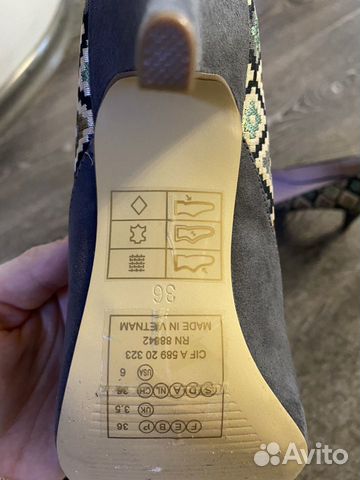 36
CIF A 589 20 323
RN 88842
MADE IN VIETNAM
F E B P 36
UK 3.5
S D A NL CH 36
USA 6
Avito